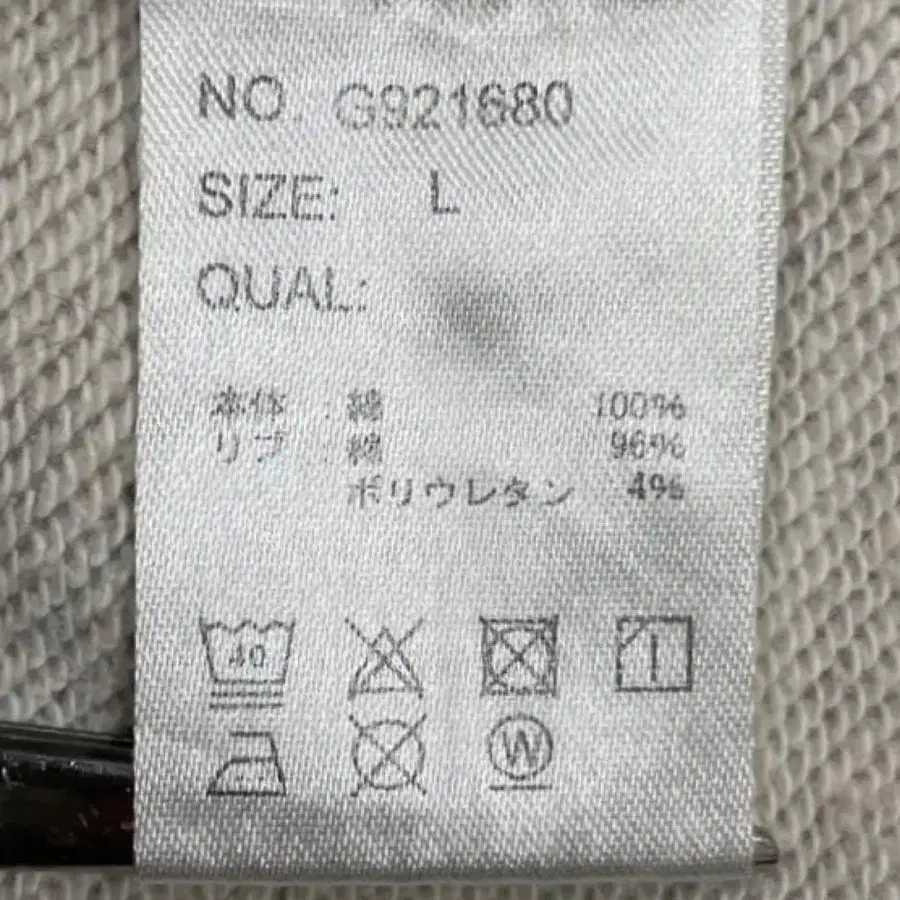 NO. G921680
SIZE: L
QUAL:
本体 : 綿 100%
リブ : 綿 96%
ポリウレタン 4%
40
W